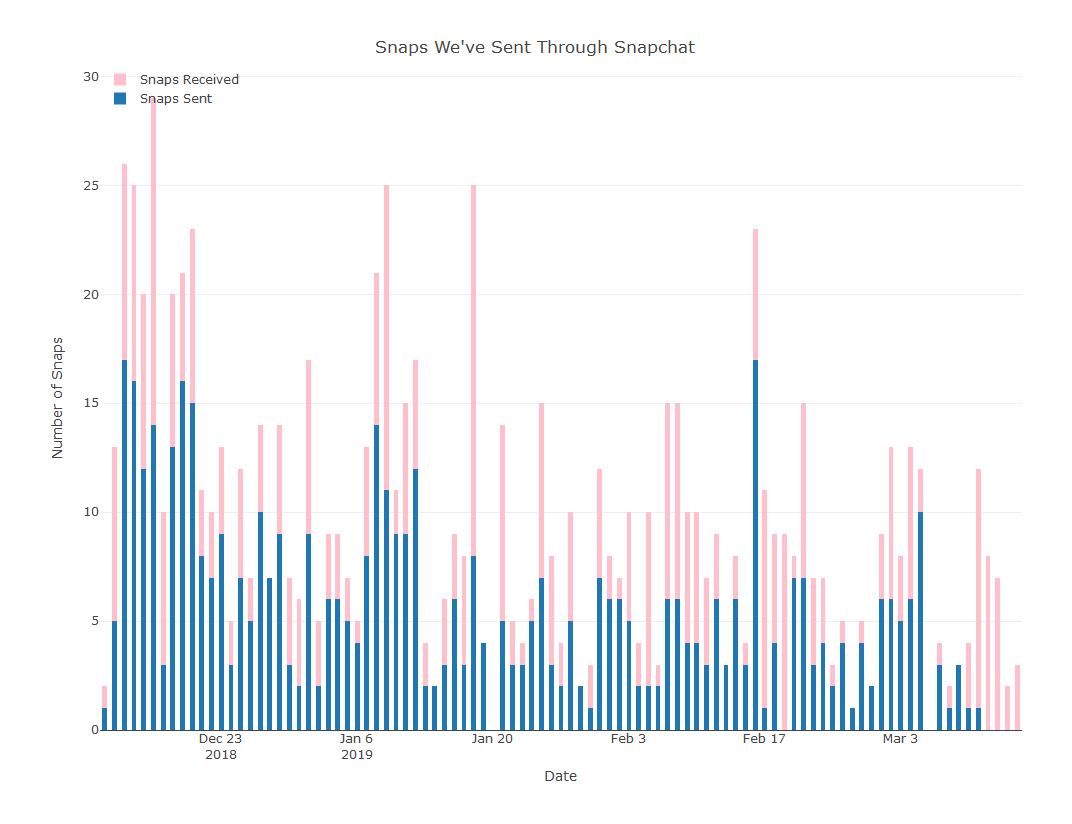 Snaps We've Sent Through Snapchat
Snaps Received
Snaps Sent
30
25
20
15
10
5
0
Number of Snaps
Dec 23
2018
Jan 6
2019
Jan 20
Feb 3
Feb 17
Mar 3
Date